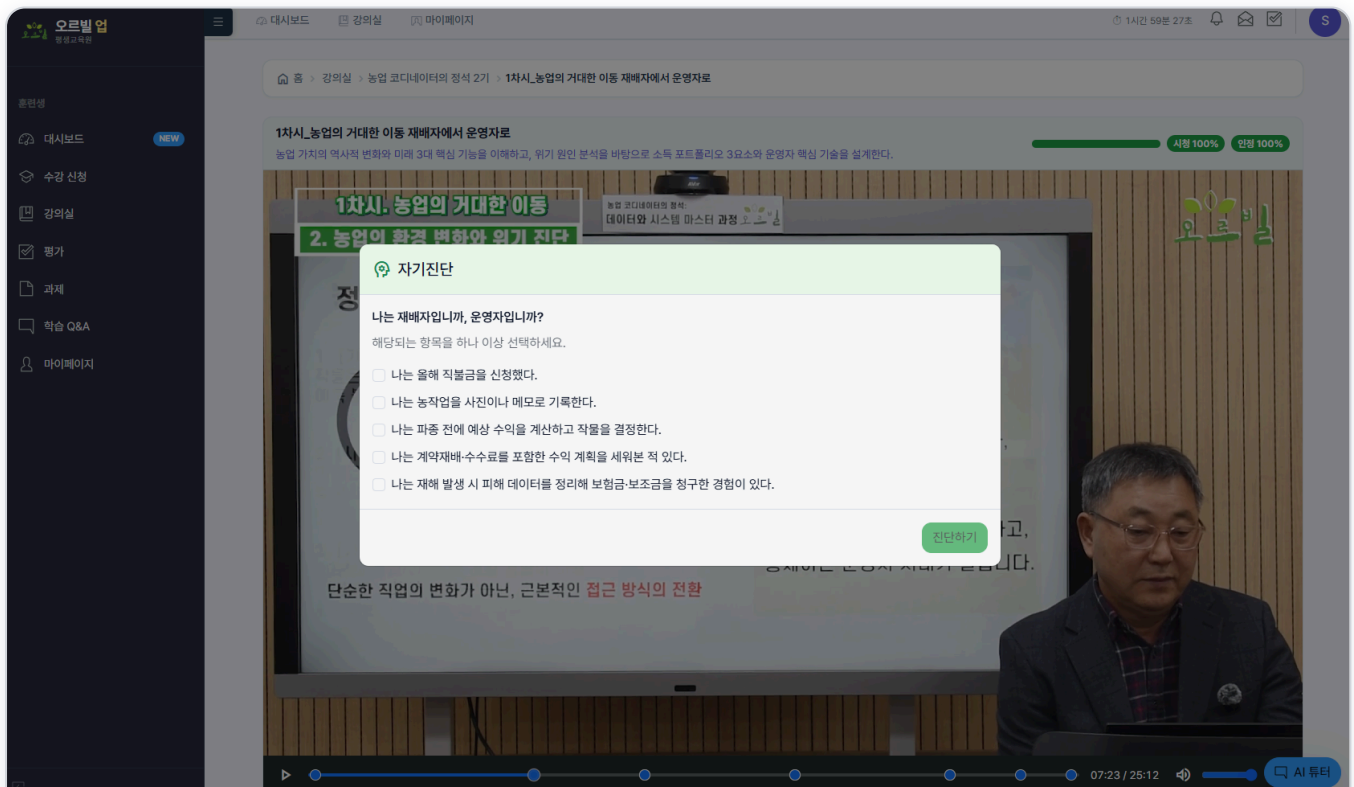 오르빌 업
평생교육원
대시보드
강의실
마이페이지
1시간 59분 27초
S
훈련생
대시보드
NEW
수강 신청
강의실
평가
과제
학습 Q&A
마이페이지
홈 > 강의실 > 농업 코디네이터의 정석 2기 > 1차시_농업의 거대한 이동 재배자에서 운영자로
1차시_농업의 거대한 이동 재배자에서 운영자로
농업 가치의 역사적 변화와 미래 3대 핵심 기능을 이해하고, 위기 원인 분석을 바탕으로 소득 포트폴리오 3요소와 운영자 핵심 기술을 설계한다.
시청 100%
인정 100%
1차시. 농업의 거대한 이동
2. 농업의 환경 변화와 위기 진단
농업 코디네이터의 정석:
데이터와 시스템 마스터 과정 오르빌
오르빌
정
자기진단
나는 재배자입니까, 운영자입니까?
해당되는 항목을 하나 이상 선택하세요.
나는 올해 직불금을 신청했다.
나는 농작업을 사진이나 메모로 기록한다.
나는 파종 전에 예상 수익을 계산하고 작물을 결정한다.
나는 계약재배·수수료를 포함한 수익 계획을 세워본 적 있다.
나는 재해 발생 시 피해 데이터를 정리해 보험금·보조금을 청구한 경험이 있다.
진단하기
단순한 직업의 변화가 아닌, 근본적인 접근 방식의 전환
07:23 / 25:12
AI 튜터